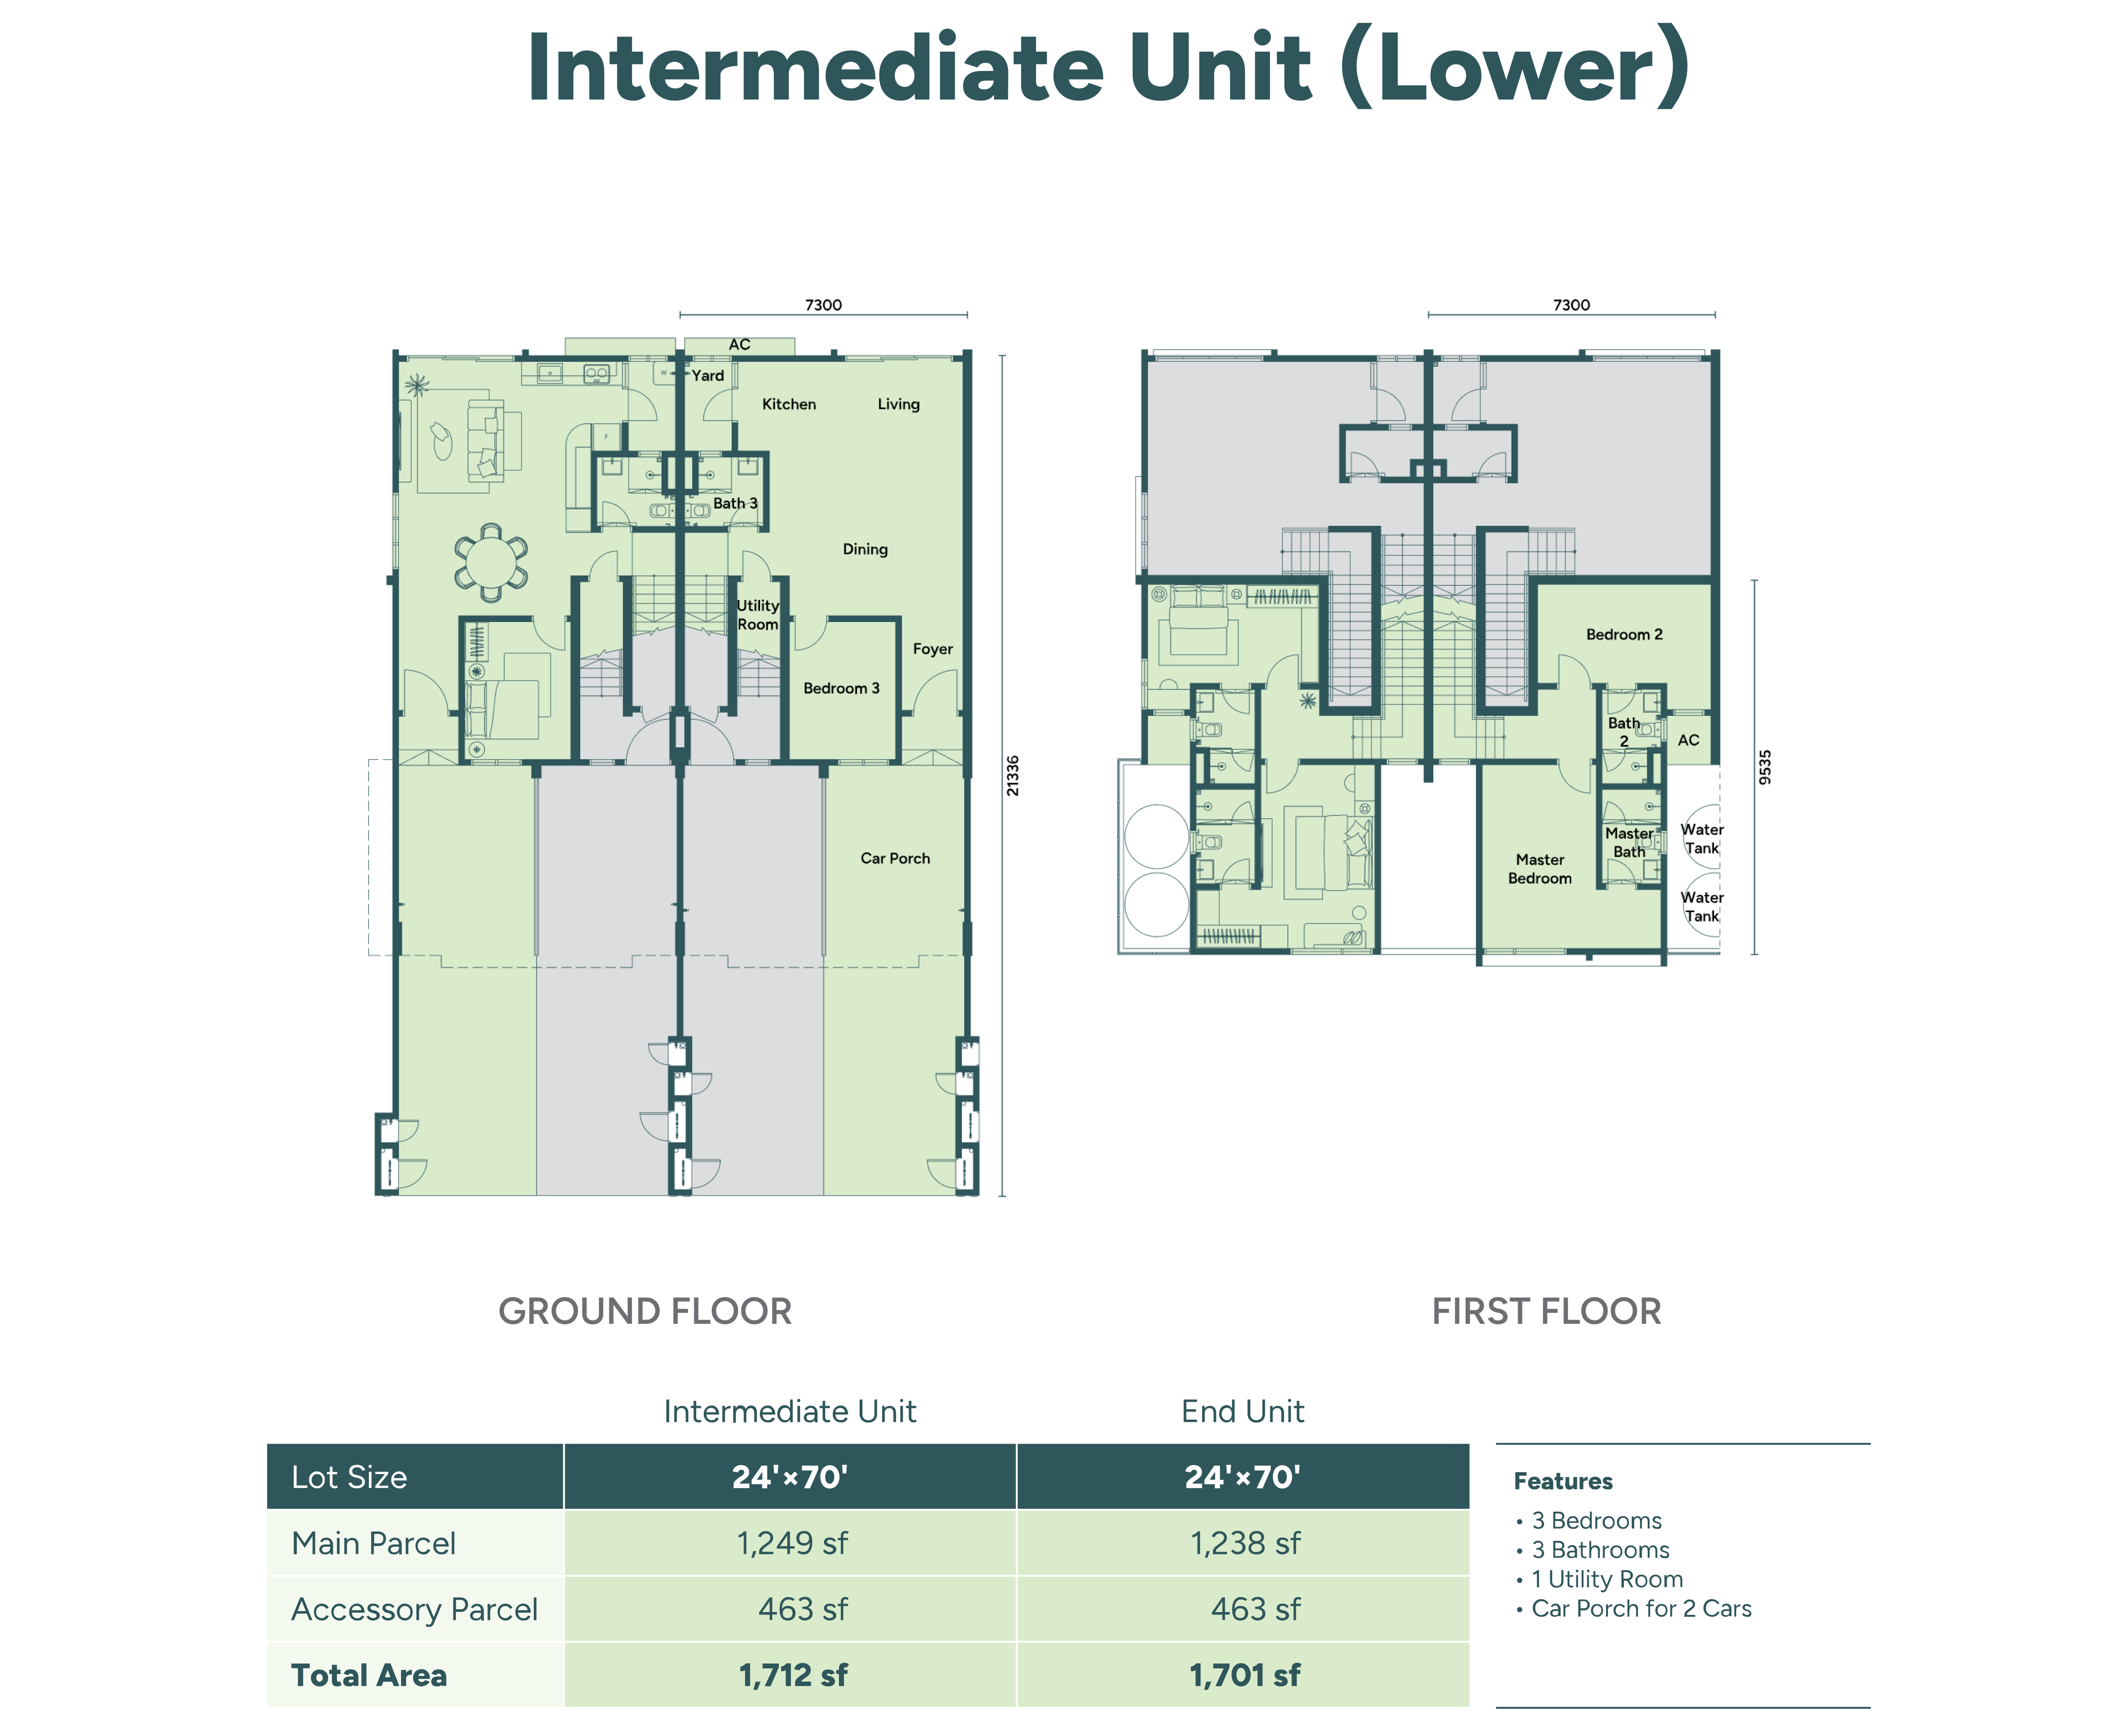 Intermediate Unit (Lower)
7300
AC
Yard
Kitchen
Living
W
F
Bath 3
Dining
Utility
Room
Foyer
Bedroom 3
21336
Car Porch
7300
Bedroom 2
Bath
2
AC
9535
Master
Bath
Water
Tank
Master
Bedroom
Water
Tank
GROUND FLOOR
FIRST FLOOR
Intermediate Unit
End Unit
Lot Size
24'×70'
24'×70'
Main Parcel
1,249 sf
1,238 sf
Accessory Parcel
463 sf
463 sf
Total Area
1,712 sf
1,701 sf
Features
• 3 Bedrooms
• 3 Bathrooms
• 1 Utility Room
• Car Porch for 2 Cars